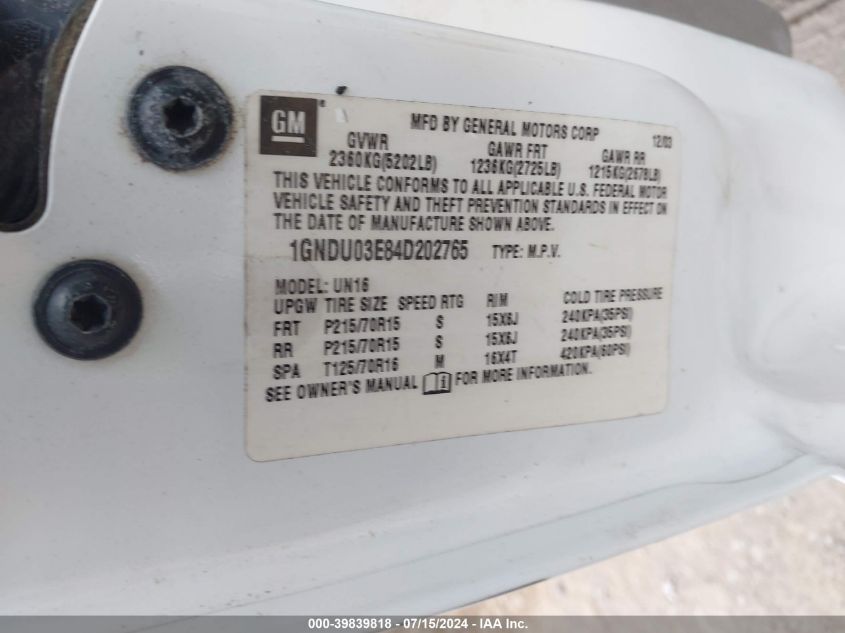 GM ® MFD BY GENERAL MOTORS CORP 12/03
GVWR GAWR FRT GAWR RR
2360KG(5202LB) 1236KG(2725LB) 1215KG(2678LB)
THIS VEHICLE CONFORMS TO ALL APPLICABLE U.S. FEDERAL MOTOR
VEHICLE SAFETY AND THEFT PREVENTION STANDARDS IN EFFECT ON
THE DATE OF MANUFACTURE SHOWN ABOVE.
1GNDU03E84D202765 TYPE: M.P.V.
MODEL: UN16
UPGW TIRE SIZE SPEED RTG RIM COLD TIRE PRESSURE
FRT P215/70R15 S 15X6J 240KPA(35PSI)
RR P215/70R15 S 15X6J 240KPA(35PSI)
SPA T125/70R16 M 16X4T 420KPA(60PSI)
SEE OWNER'S MANUAL FOR MORE INFORMATION.
000-39839818 - 07/15/2024 - IAA Inc.